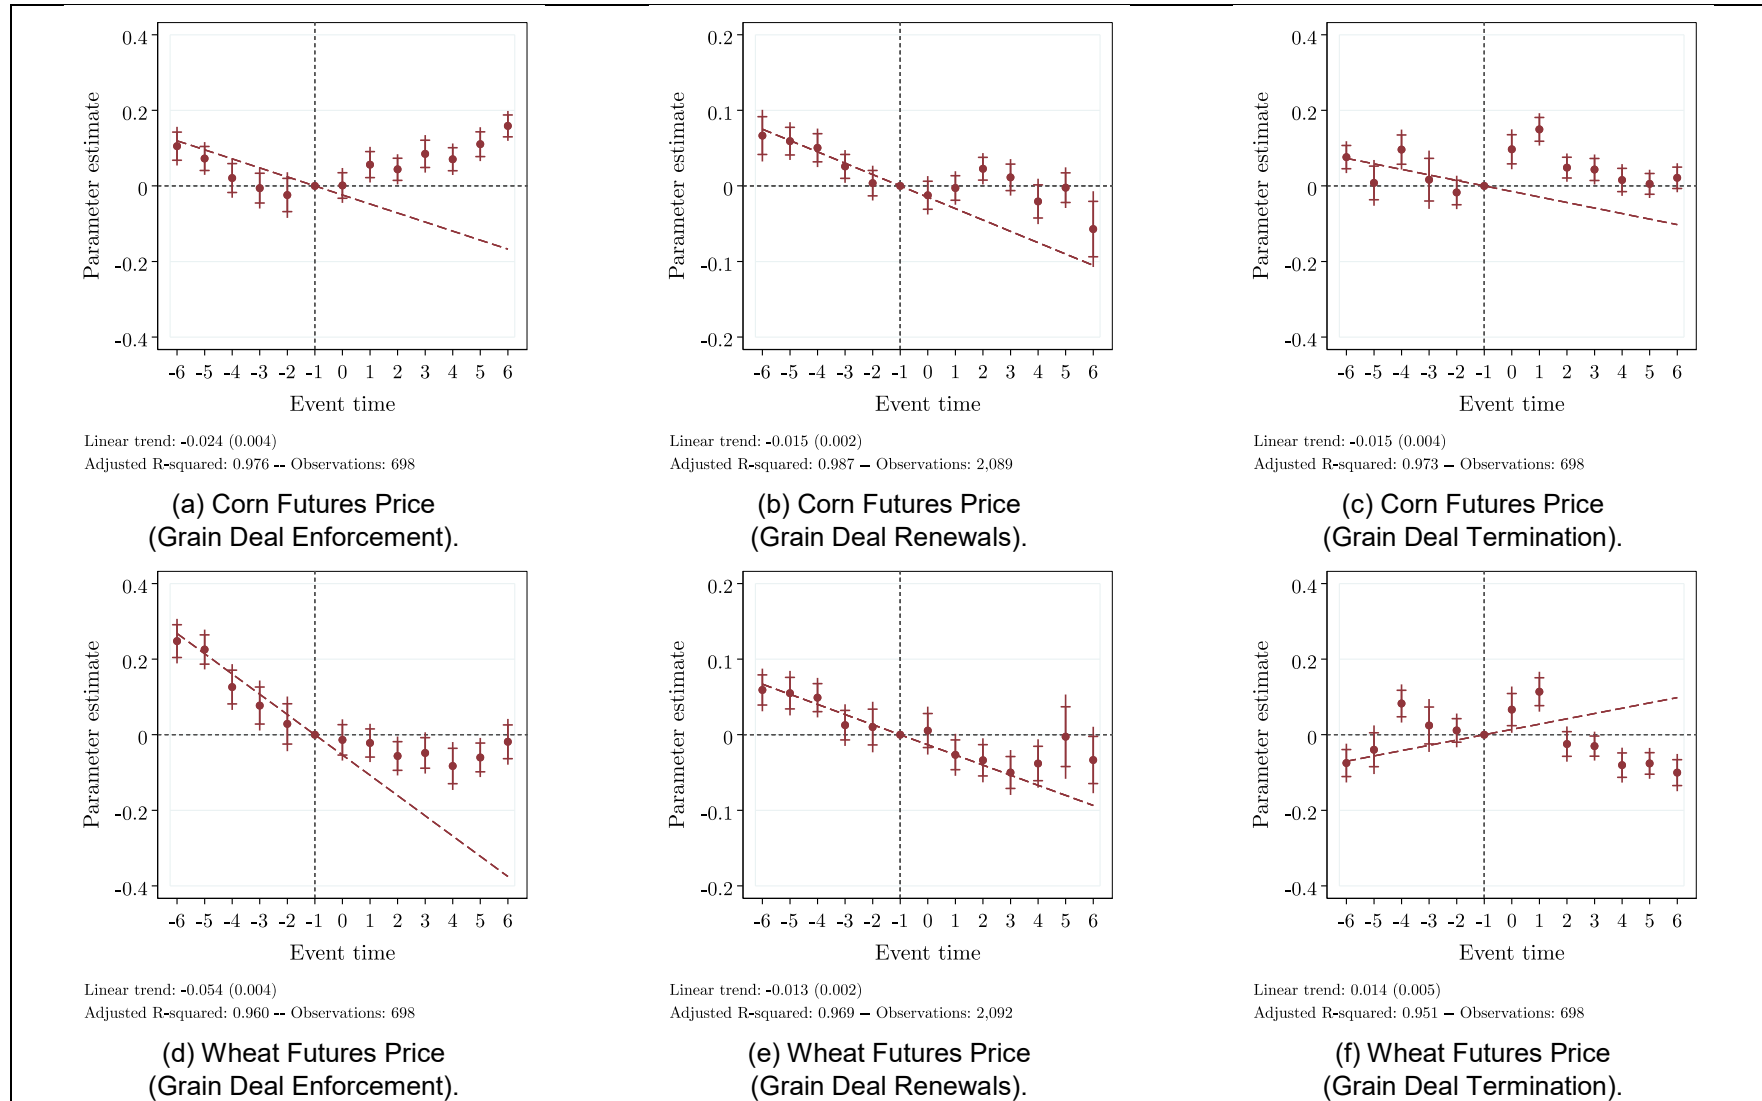 0.4
0.2
0
-0.2
-0.4
Parameter estimate
-6 -5 -4 -3 -2 -1 0 1 2 3 4 5 6
Event time
Linear trend: -0.024 (0.004)
Adjusted R-squared: 0.976 -- Observations: 698
(a) Corn Futures Price
(Grain Deal Enforcement).
0.2
0.1
0
-0.1
-0.2
Parameter estimate
-6 -5 -4 -3 -2 -1 0 1 2 3 4 5 6
Event time
Linear trend: -0.015 (0.002)
Adjusted R-squared: 0.987 – Observations: 2,089
(b) Corn Futures Price
(Grain Deal Renewals).
0.4
0.2
0
-0.2
-0.4
Parameter estimate
-6 -5 -4 -3 -2 -1 0 1 2 3 4 5 6
Event time
Linear trend: -0.015 (0.004)
Adjusted R-squared: 0.973 – Observations: 698
(c) Corn Futures Price
(Grain Deal Termination).
0.4
0.2
0
-0.2
-0.4
Parameter estimate
-6 -5 -4 -3 -2 -1 0 1 2 3 4 5 6
Event time
Linear trend: -0.054 (0.004)
Adjusted R-squared: 0.960 -- Observations: 698
(d) Wheat Futures Price
(Grain Deal Enforcement).
0.2
0.1
0
-0.1
-0.2
Parameter estimate
-6 -5 -4 -3 -2 -1 0 1 2 3 4 5 6
Event time
Linear trend: -0.013 (0.002)
Adjusted R-squared: 0.969 – Observations: 2,092
(e) Wheat Futures Price
(Grain Deal Renewals).
0.4
0.2
0
-0.2
-0.4
Parameter estimate
-6 -5 -4 -3 -2 -1 0 1 2 3 4 5 6
Event time
Linear trend: 0.014 (0.005)
Adjusted R-squared: 0.951 – Observations: 698
(f) Wheat Futures Price
(Grain Deal Termination).